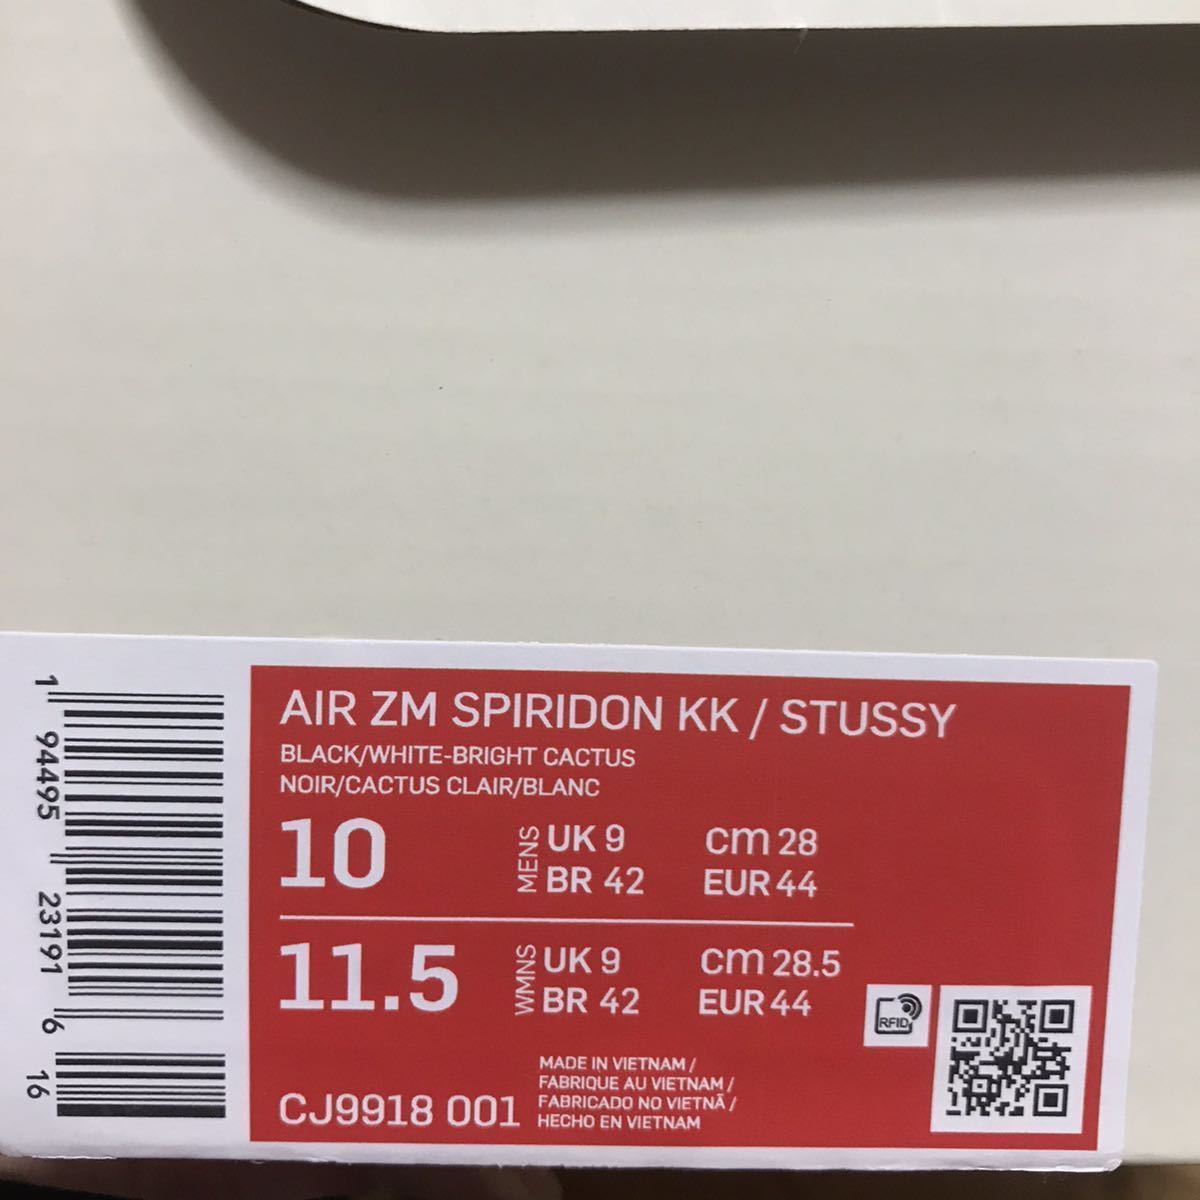 AIR ZM SPIRIDON KK / STUSSY
BLACK/WHITE-BRIGHT CACTUS
NOIR/CACTUS CLAIR/BLANC
10 MENS UK 9 cm 28
BR 42 EUR 44
11.5 WMNS UK 9 cm 28.5
BR 42 EUR 44
RFID
CJ9918 001
MADE IN VIETNAM /
FABRIQUE AU VIETNAM /
FABRICADO NO VIETNÃ /
HECHO EN VIETNAM
1 94495 23191 6 16